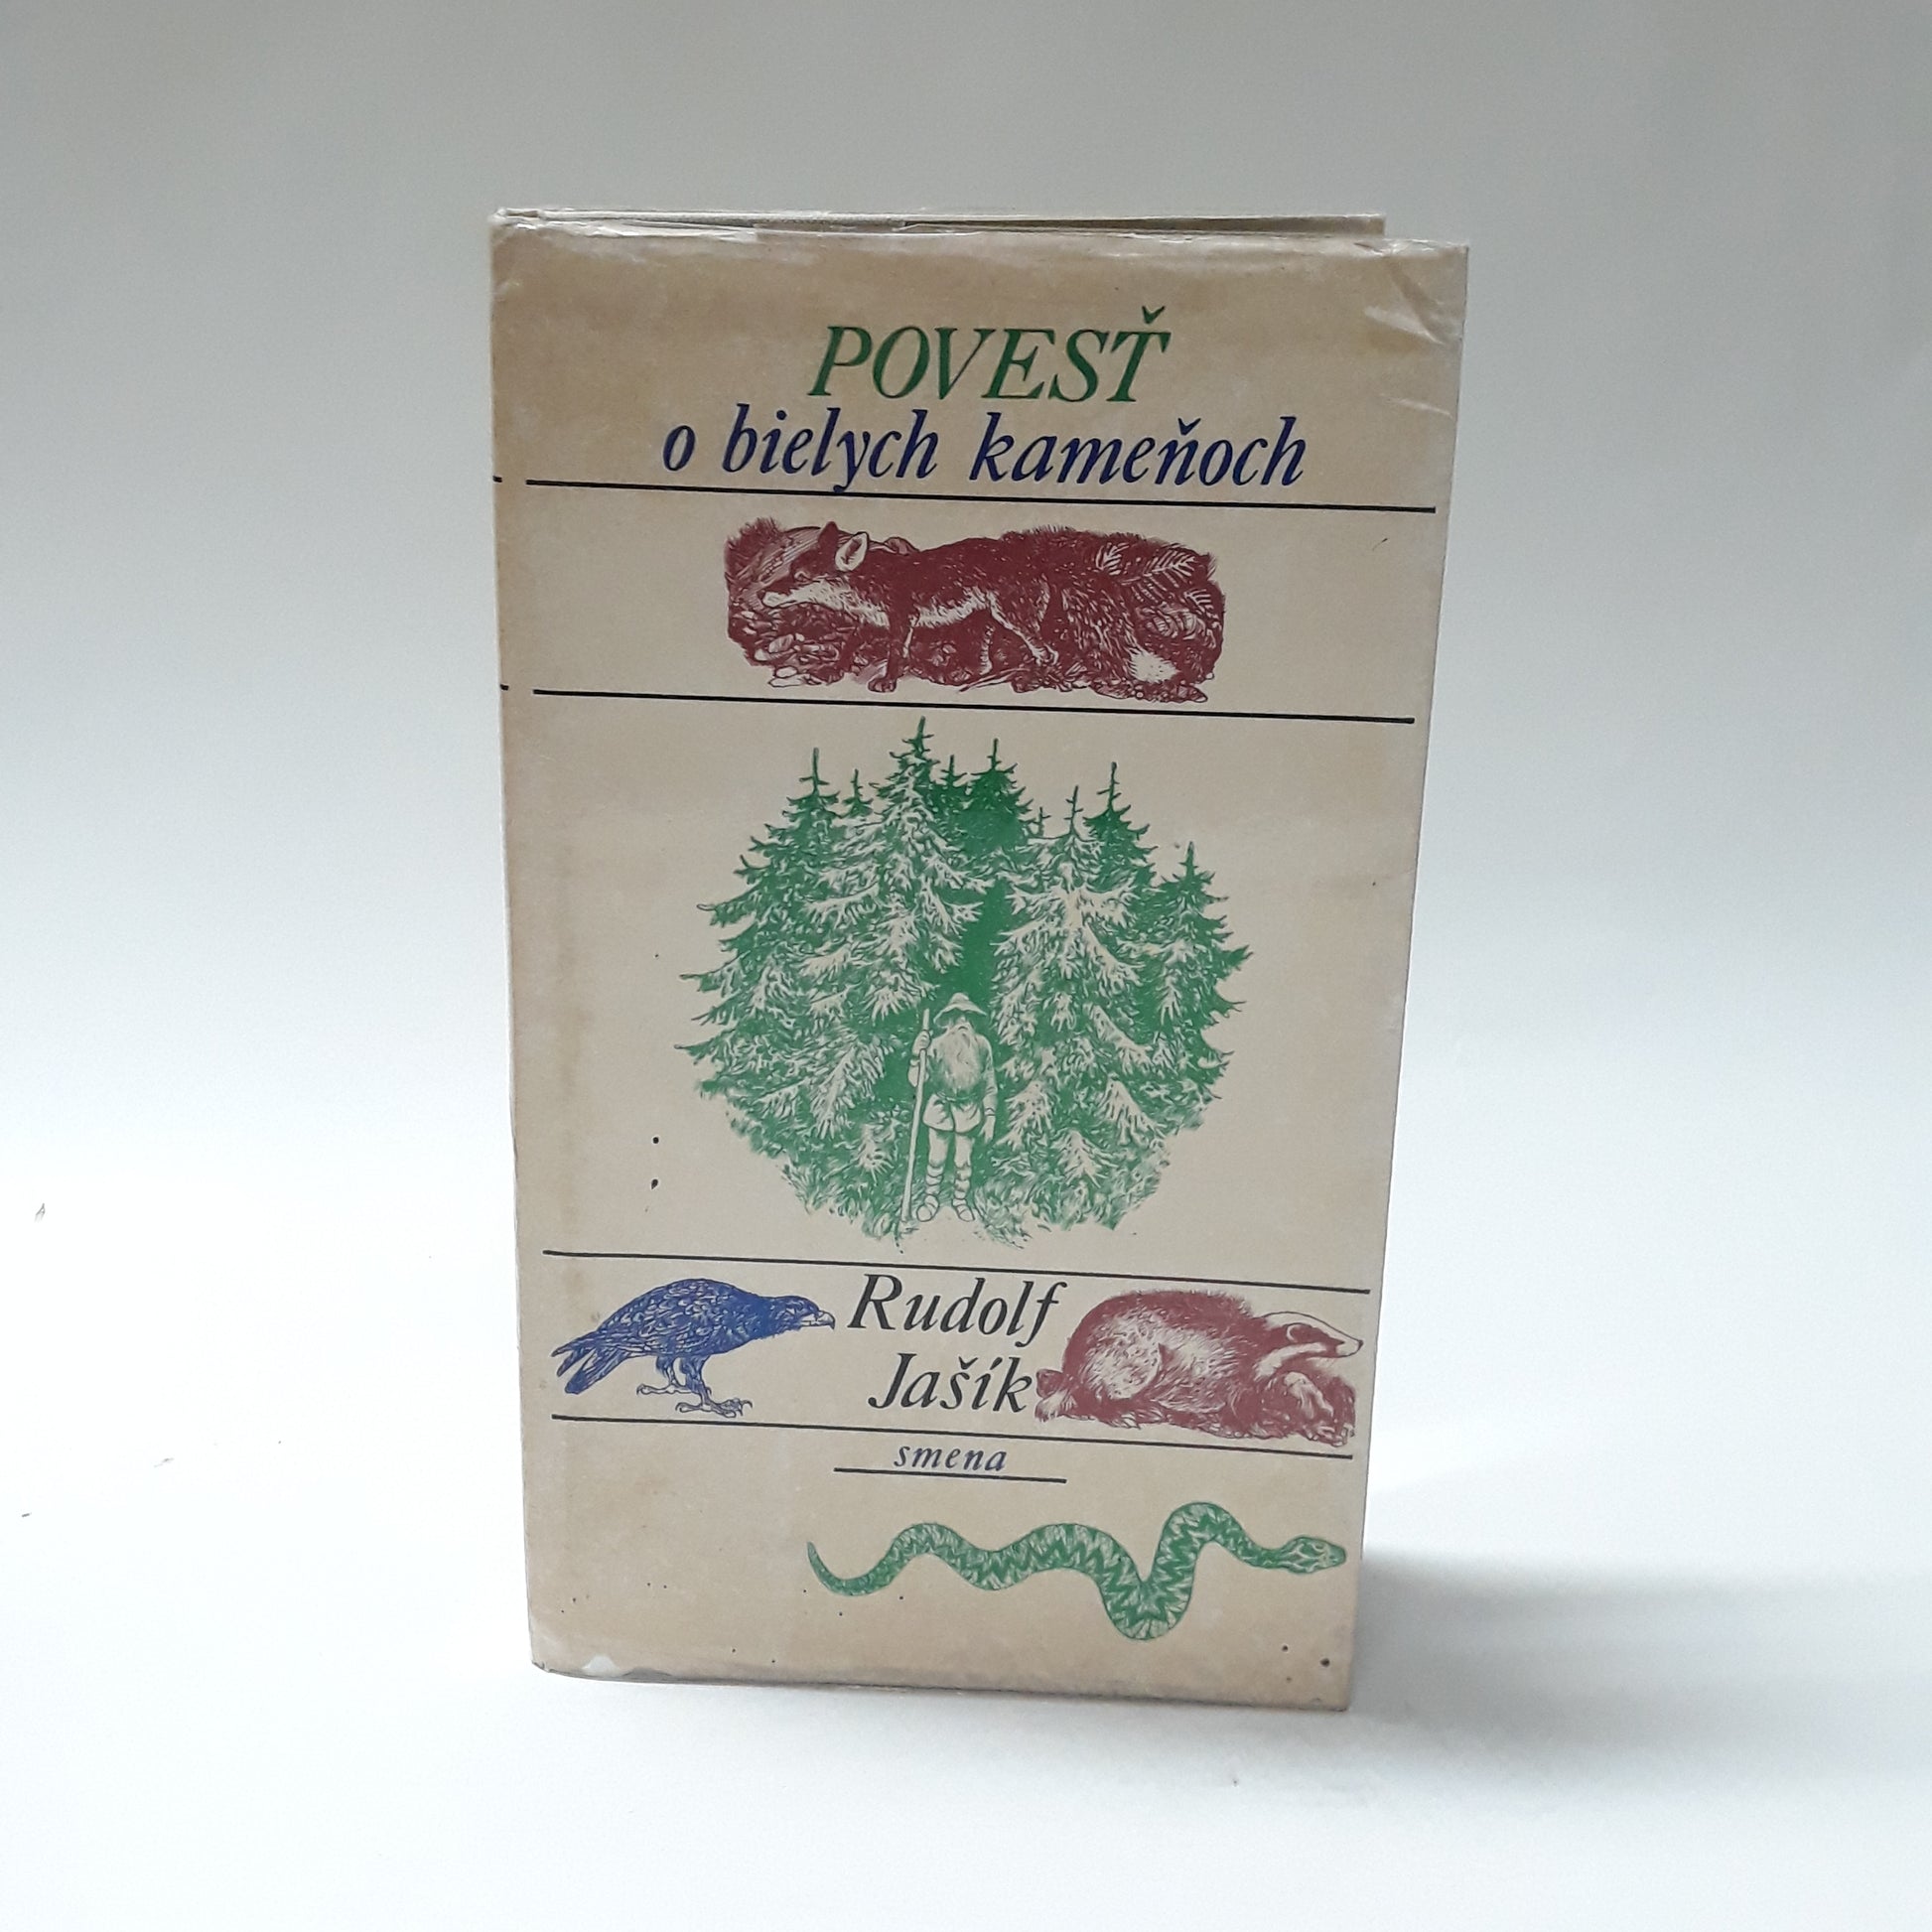 POVESŤ
o bielych kameňoch
Rudolf
Jašík
smena